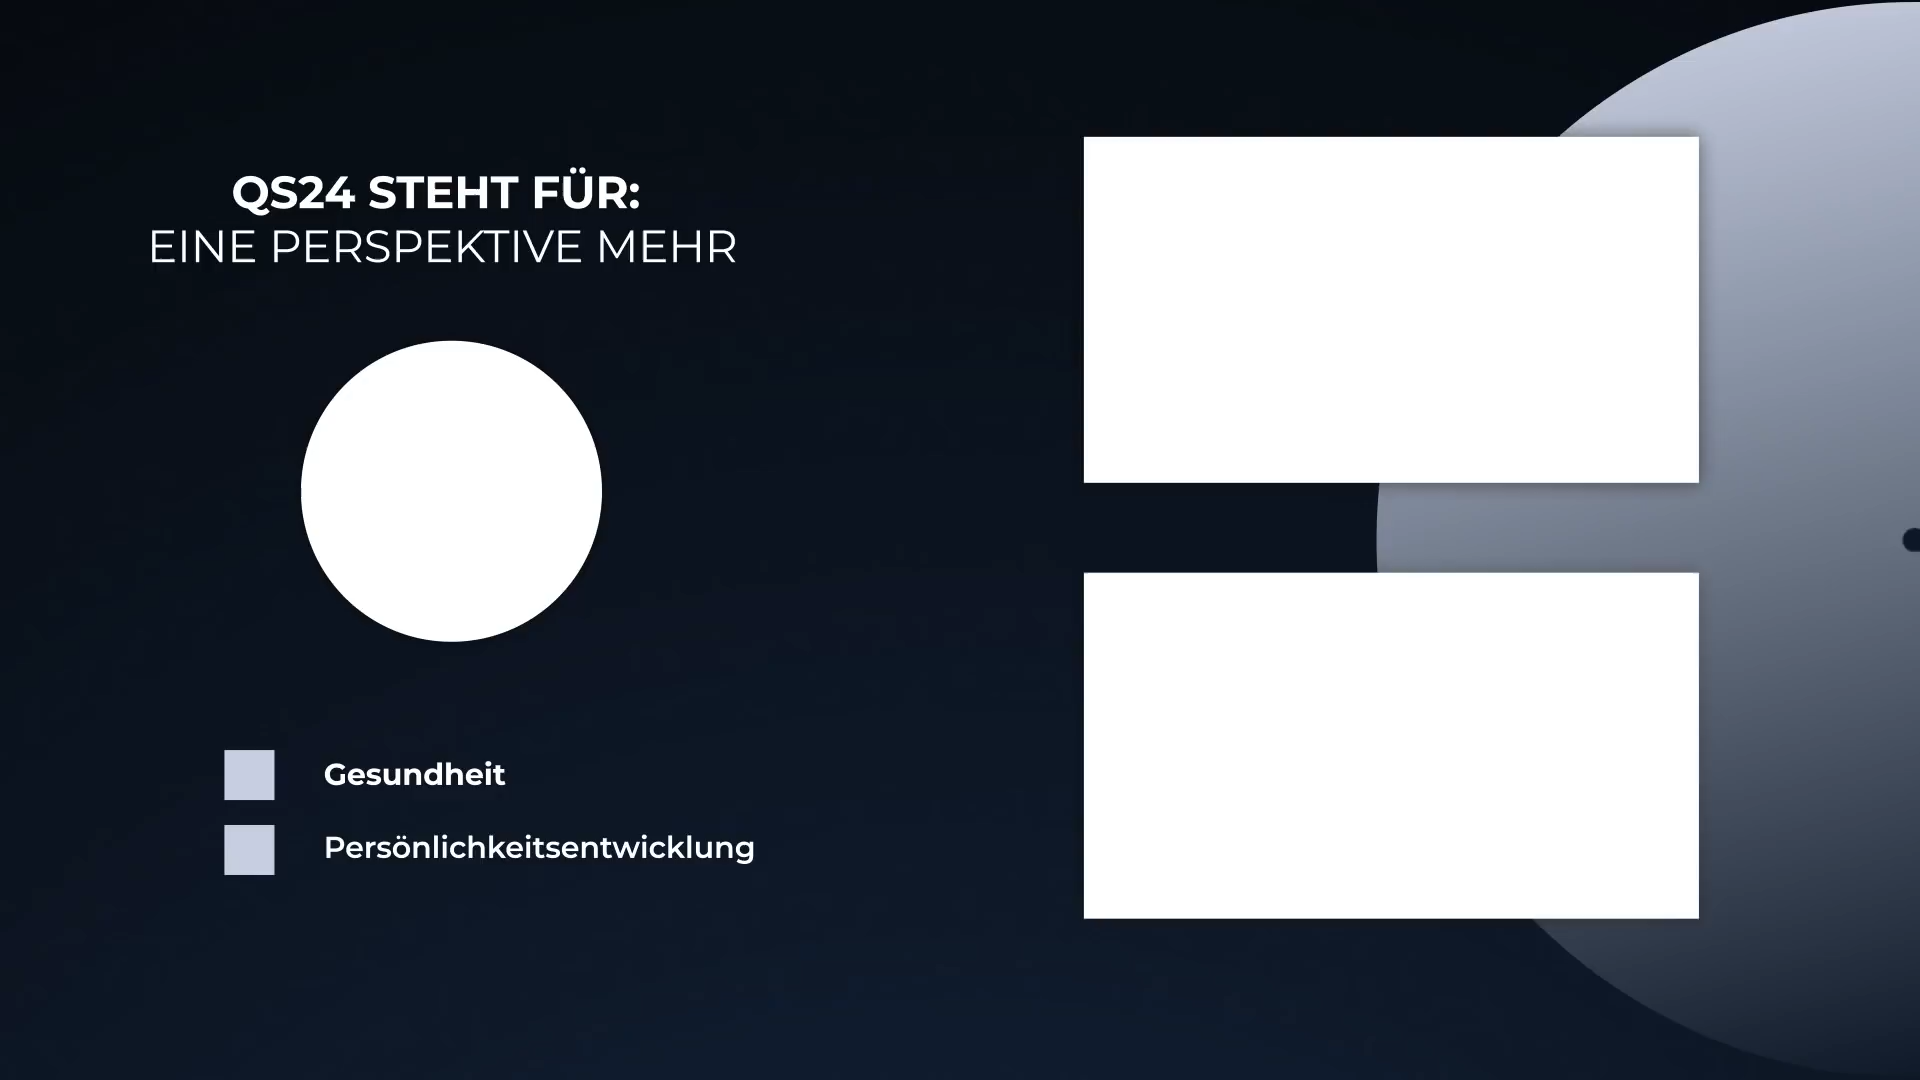 QS24 STEHT FÜR:
EINE PERSPEKTIVE MEHR
Gesundheit
Persönlichkeitsentwicklung